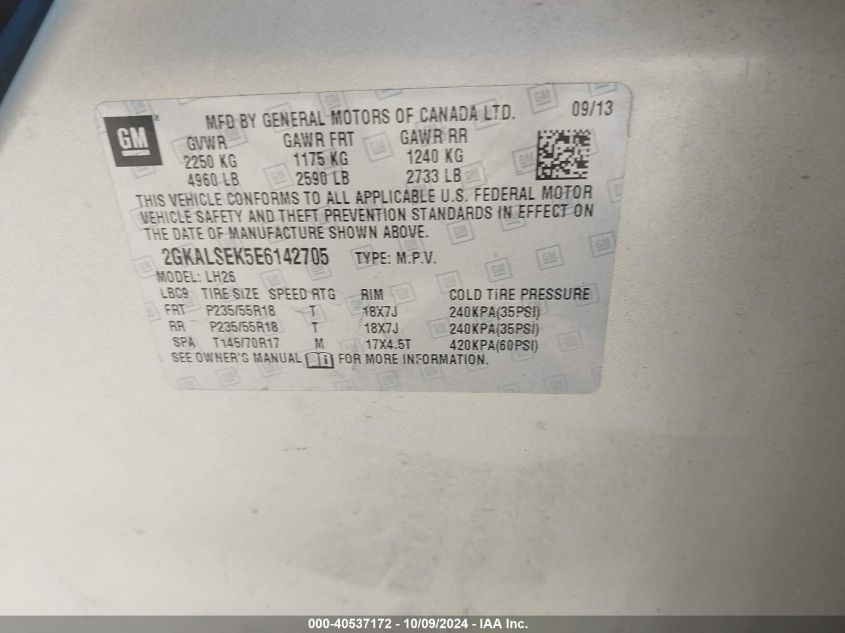 GM
MFD BY GENERAL MOTORS OF CANADA LTD. 09/13
GVWR GAWR FRT GAWR RR
2250 KG 1175 KG 1240 KG
4960 LB 2590 LB 2733 LB
THIS VEHICLE CONFORMS TO ALL APPLICABLE U.S. FEDERAL MOTOR
VEHICLE SAFETY AND THEFT PREVENTION STANDARDS IN EFFECT ON
THE DATE OF MANUFACTURE SHOWN ABOVE.
2GKALSEK5E6142705 TYPE: M.P.V.
MODEL: LH26
LBC9 TIRE SIZE SPEED RTG RIM COLD TIRE PRESSURE
FRT P235/55R18 T 18X7J 240KPA(35PSI)
RR P235/55R18 T 18X7J 240KPA(35PSI)
SPA T145/70R17 M 17X4.5T 420KPA(60PSI)
SEE OWNER'S MANUAL FOR MORE INFORMATION.
000-40537172 - 10/09/2024 - IAA Inc.